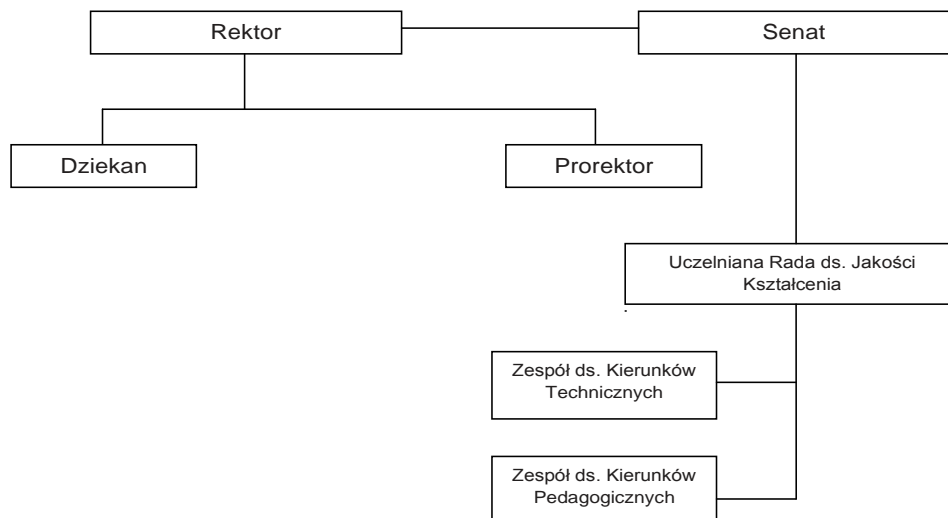 Rektor
Senat
Dziekan
Prorektor
Uczelniana Rada ds. Jakości
Kształcenia
.
Zespół ds. Kierunków
Technicznych
Zespół ds. Kierunków
Pedagogicznych